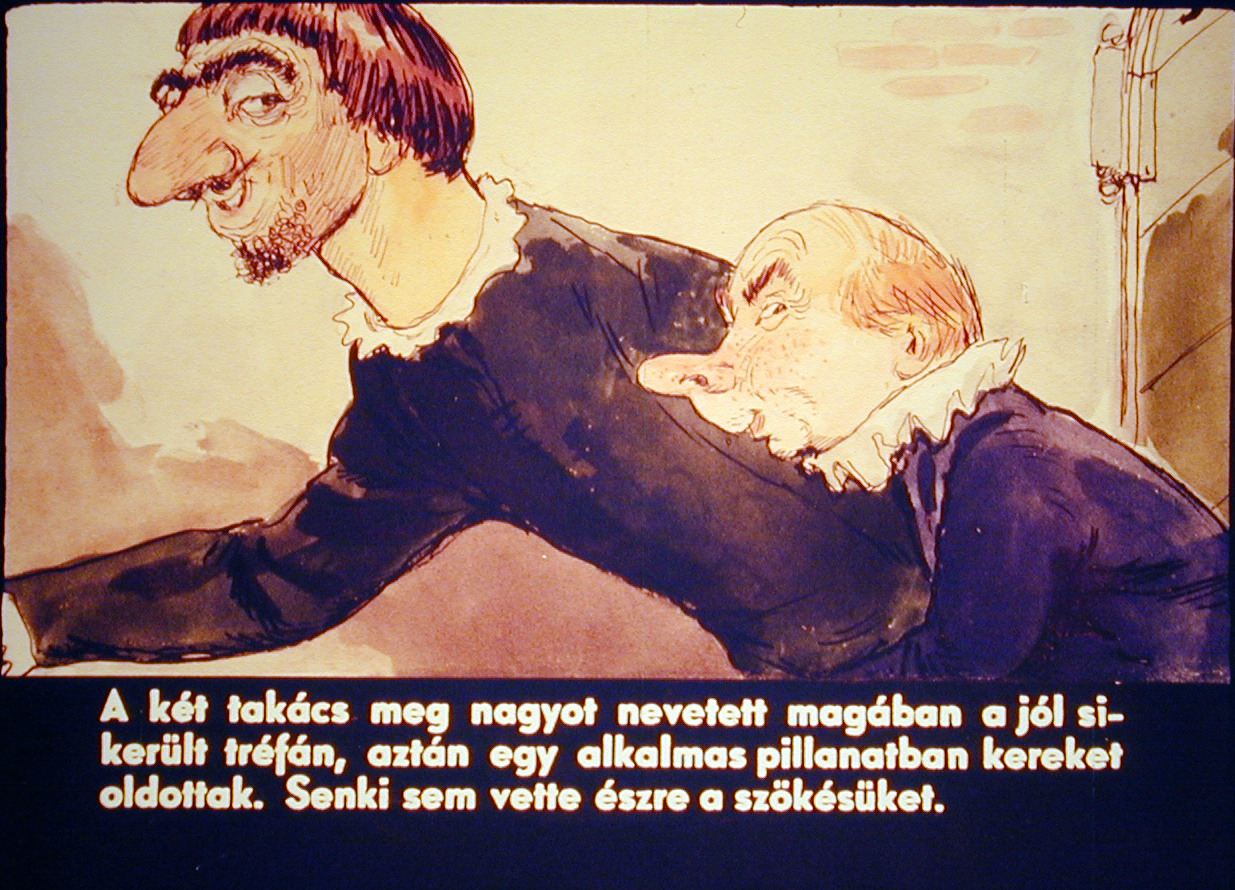 A két takács meg nagyot nevetett magában a jól si-
került tréfán, aztán egy alkalmas pillanatban kereket
oldottak. Senki sem vette észre a szökésüket.